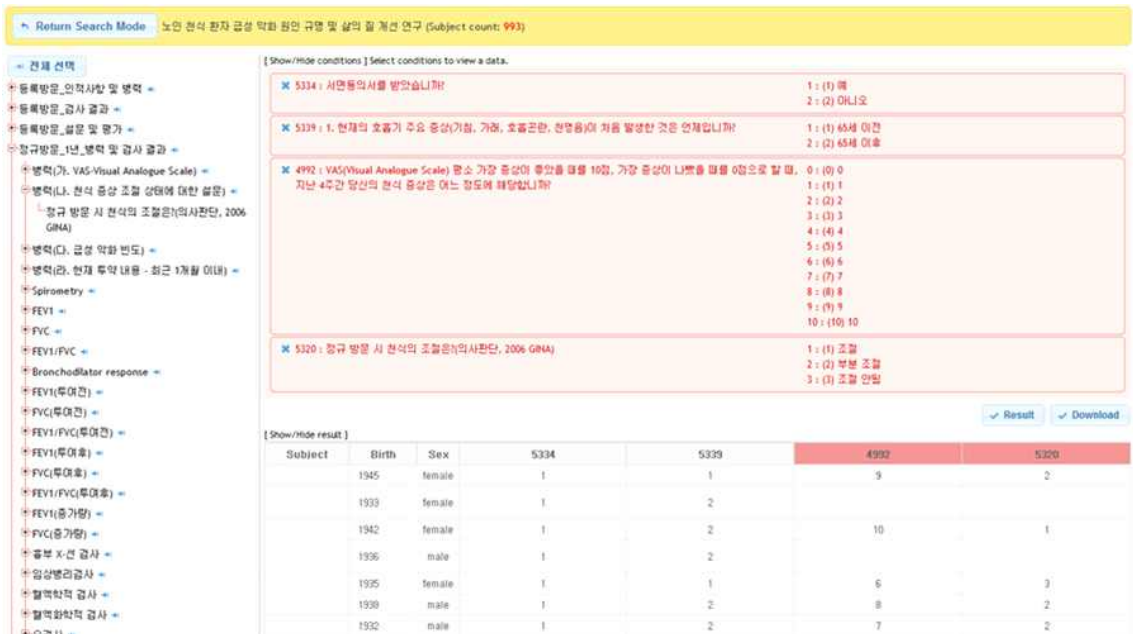 Return Search Mode 노인 천식 환자 급성 악화 원인 규명 및 삶의 질 개선 연구 (Subject count: 993)
전체 선택
등록방문_인적사항 및 병력
등록방문_검사 결과
등록방문_설문 및 평가
정규방문_1년_병력 및 검사 결과
병력(가. VAS-Visual Analogue Scale)
병력(나. 천식 증상 조절 상태에 대한 설문)
정규 방문 시 천식의 조절은?(의사판단, 2006
GINA)
병력(다. 급성 악화 빈도)
병력(라. 현재 투약 내용 - 최근 1개월 이내)
Spirometry
FEV1
FVC
FEV1/FVC
Bronchodilator response
FEV1(투여전)
FVC(투여전)
FEV1/FVC(투여전)
FEV1(투여후)
FVC(투여후)
FEV1/FVC(투여후)
FEV1(증가량)
FVC(증가량)
흉부 X-선 검사
임상병리검사
혈액학적 검사
혈액화학적 검사
[ Show/Hide conditions ] Select conditions to view a data.
5334 : 서면동의서를 받았습니까? 1 : (1) 예
2 : (2) 아니오
5339 : 1. 현재의 호흡기 주요 증상(기침, 가래, 호흡곤란, 천명음)이 처음 발생한 것은 언제입니까? 1 : (1) 65세 이전
2 : (2) 65세 이후
4992 : VAS(Visual Analogue Scale) 평소 가장 증상이 좋았을 때를 10점, 가장 증상이 나빴을 때를 0점으로 할 때, 0 : (0) 0
지난 4주간 당신의 천식 증상은 어느 정도에 해당합니까? 1 : (1) 1
2 : (2) 2
3 : (3) 3
4 : (4) 4
5 : (5) 5
6 : (6) 6
7 : (7) 7
8 : (8) 8
9 : (9) 9
10 : (10) 10
5320 : 정규 방문 시 천식의 조절은?(의사판단, 2006 GINA) 1 : (1) 조절
2 : (2) 부분 조절
3 : (3) 조절 안됨
Result Download
[ Show/Hide result ]
Subject Birth Sex 5334 5339 4992 5320
1945 female 1 1 9 2
1933 female 1 2
1942 female 1 2 10 1
1936 male 1 2
1935 female 1 1 6 3
1938 male 1 2 8 2
1932 male 1 2 7 2